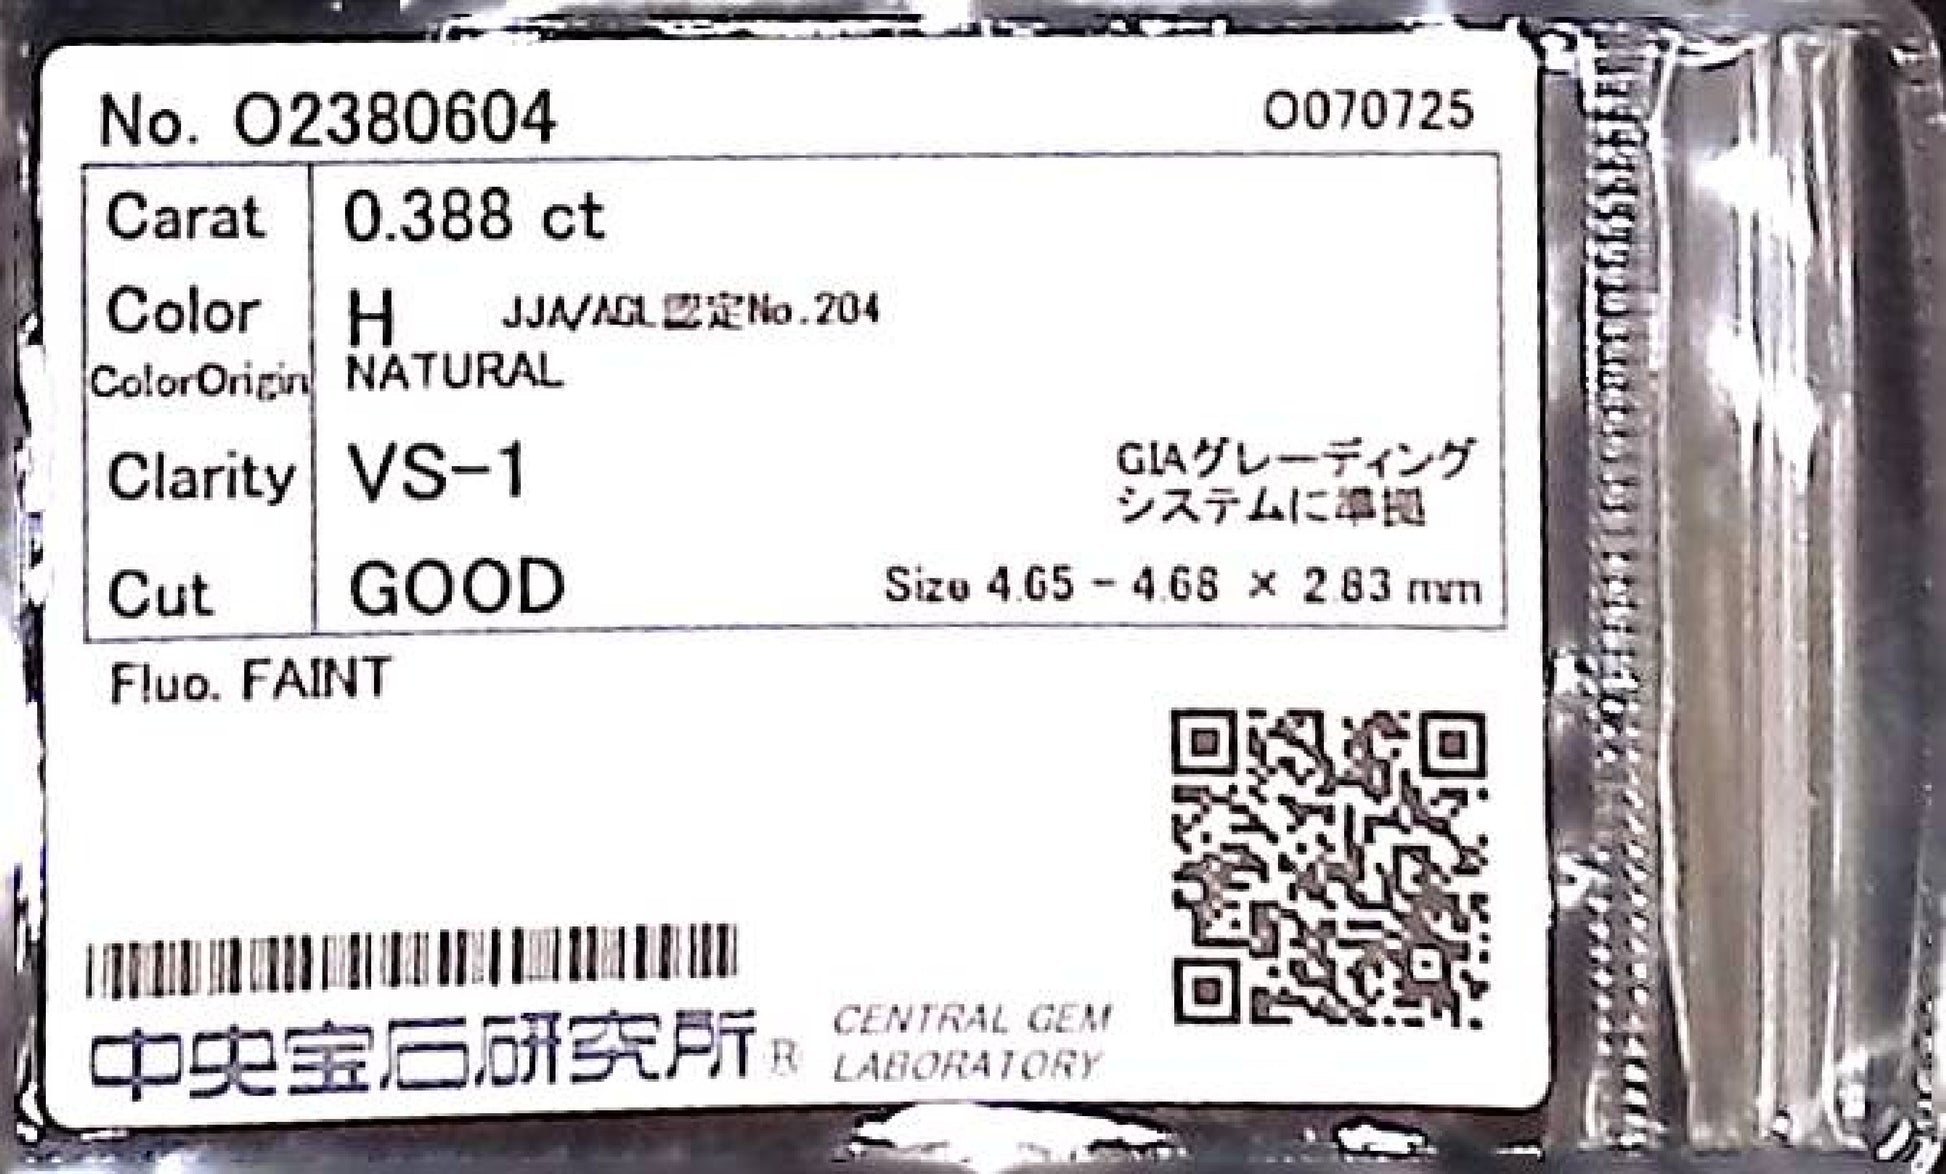 No. O2380604
O070725
Carat 0.388 ct
Color H JJA/AGL認定No.204
ColorOrigin NATURAL
Clarity VS-1
GIAグレーディング
システムに準拠
Cut GOOD
Size 4.65 - 4.68 × 2.83 mm
Fluo. FAINT
中央宝石研究所® CENTRAL GEM
LABORATORY